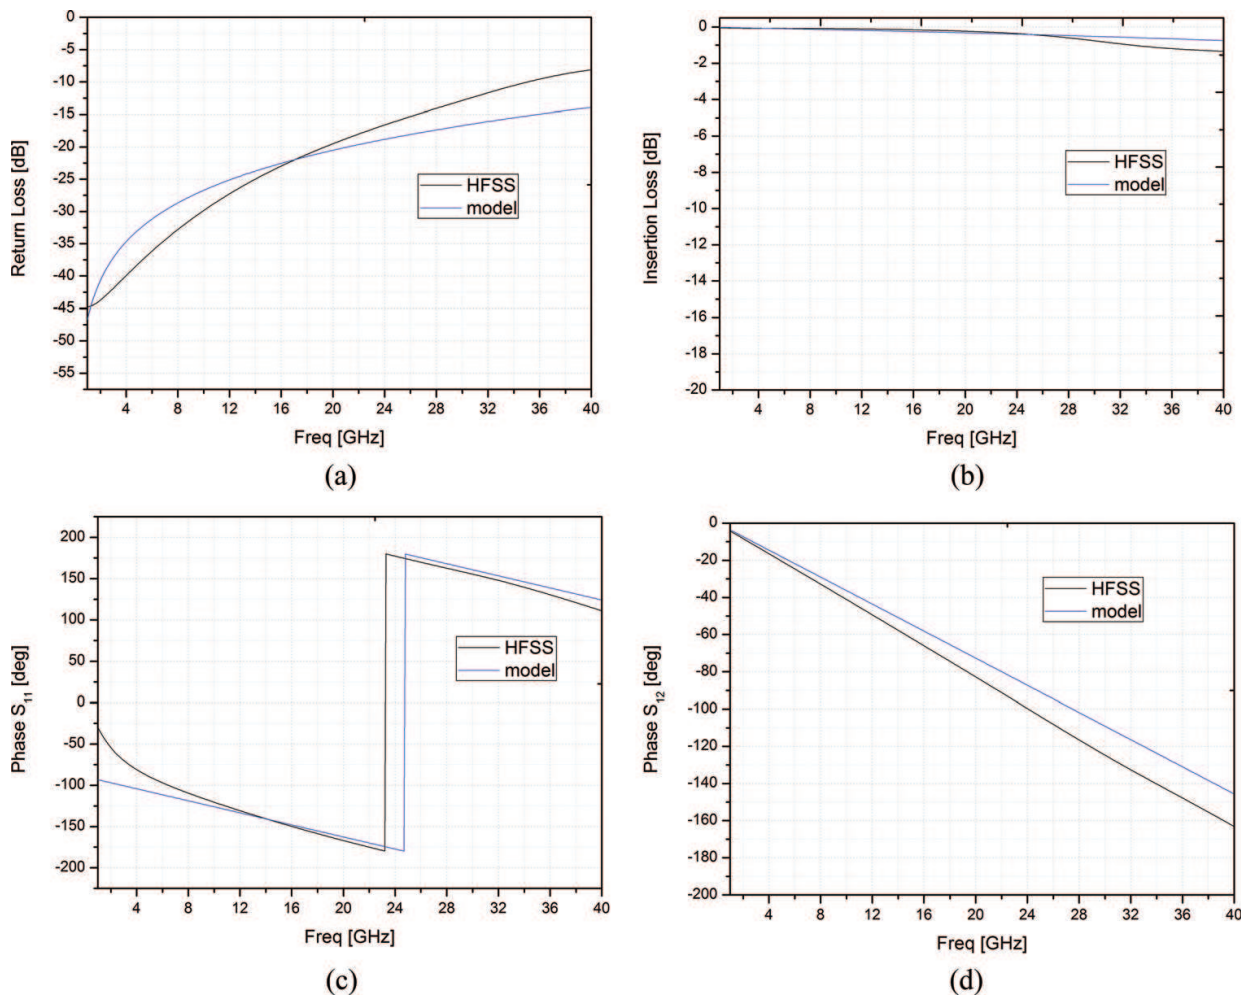 (a)
0
-5
-10
-15
-20
-25
-30
-35
-40
-45
-50
-55
Return Loss [dB]
HFSS
model
4 8 12 16 20 24 28 32 36 40
Freq [GHz]
(a)
(b)
0
-2
-4
-6
-8
-10
-12
-14
-16
-18
-20
Insertion Loss [dB]
HFSS
model
4 8 12 16 20 24 28 32 36 40
Freq [GHz]
(b)
200
150
100
50
0
-50
-100
-150
-200
Phase S11 [deg]
HFSS
model
4 8 12 16 20 24 28 32 36 40
Freq [GHz]
(c)
0
-20
-40
-60
-80
-100
-120
-140
-160
-180
-200
Phase S12 [deg]
HFSS
model
4 8 12 16 20 24 28 32 36 40
Freq [GHz]
(d)